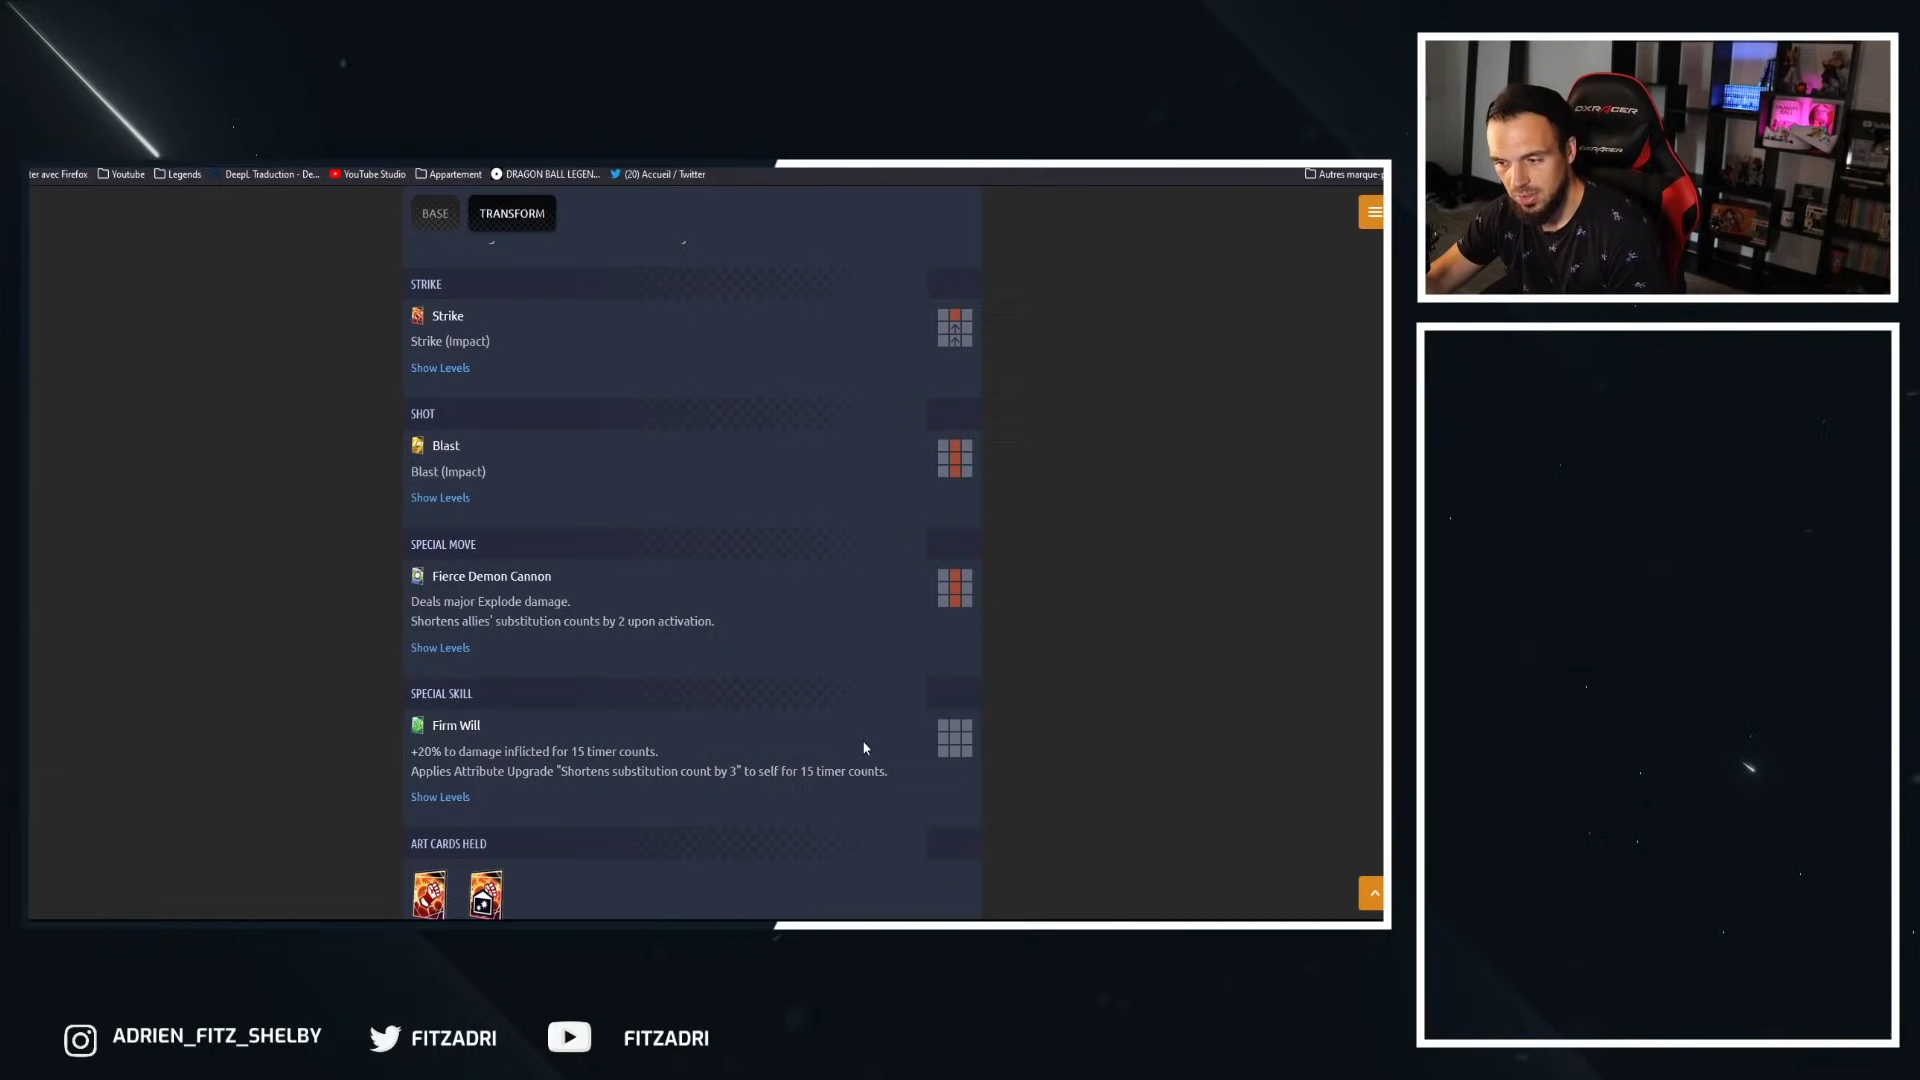 ter avec Firefox Youtube Legends DeepL Traduction - De... YouTube Studio Appartement DRAGON BALL LEGEN... (20) Accueil / Twitter Autres marque-p
BASE TRANSFORM
STRIKE
Strike
Strike (Impact)
Show Levels
SHOT
Blast
Blast (Impact)
Show Levels
SPECIAL MOVE
Fierce Demon Cannon
Deals major Explode damage.
Shortens allies' substitution counts by 2 upon activation.
Show Levels
SPECIAL SKILL
Firm Will
+20% to damage inflicted for 15 timer counts.
Applies Attribute Upgrade "Shortens substitution count by 3" to self for 15 timer counts.
Show Levels
ART CARDS HELD
DXRACER
DXRACER
ADRIEN_FITZ_SHELBY FITZADRI FITZADRI